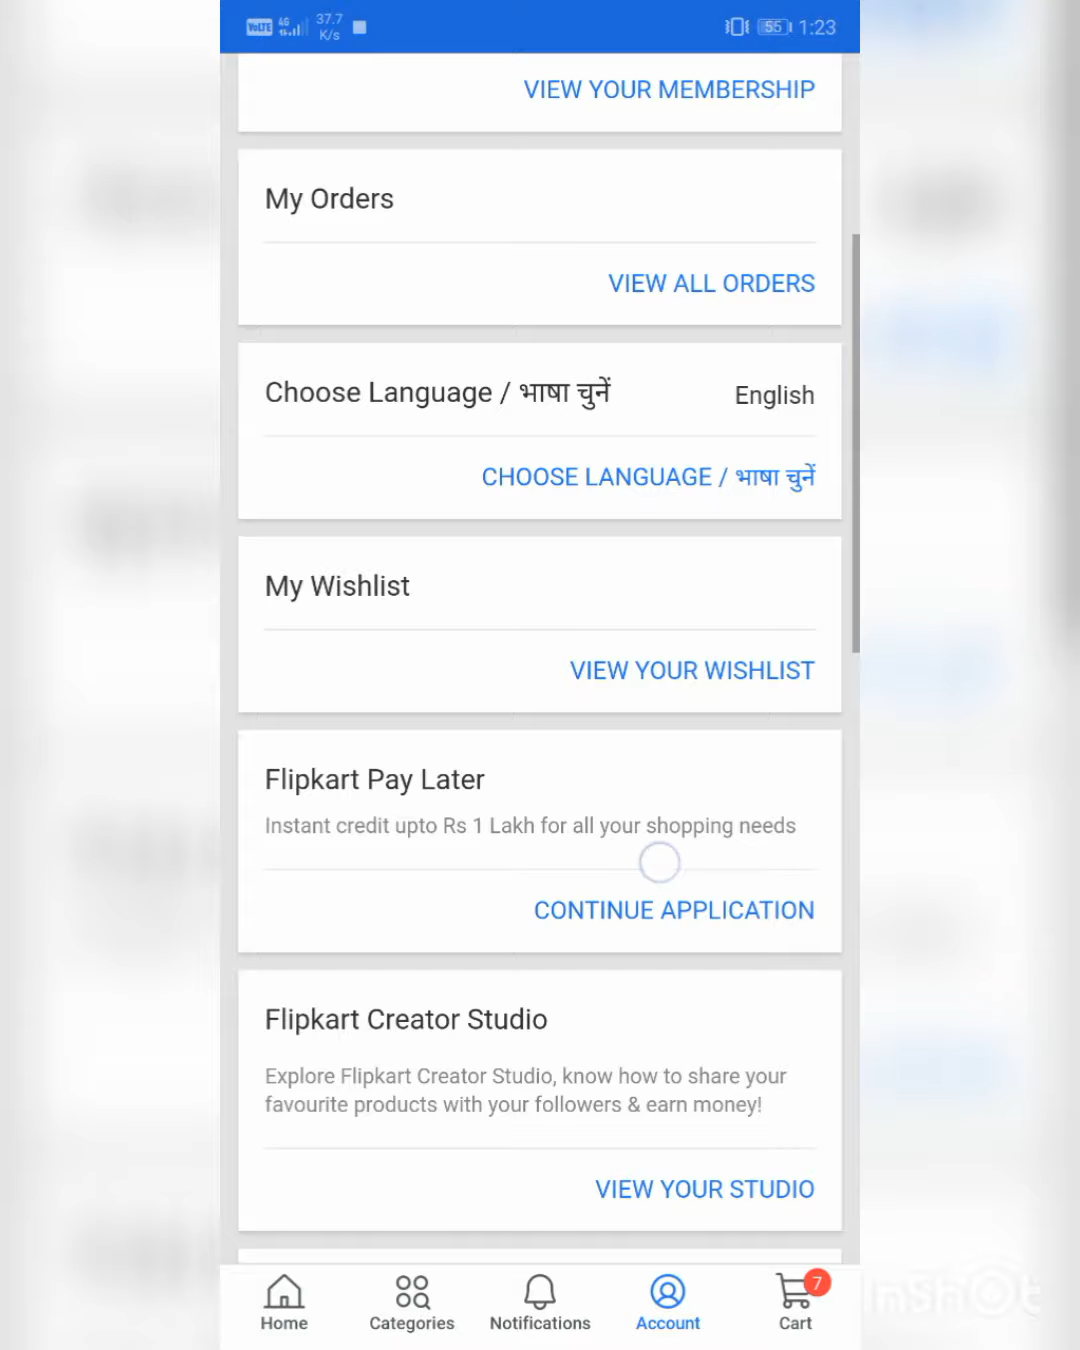 VoLTE 4G 37.7 K/s 55 1:23
VIEW YOUR MEMBERSHIP
My Orders
VIEW ALL ORDERS
Choose Language / भाषा चुनें English
CHOOSE LANGUAGE / भाषा चुनें
My Wishlist
VIEW YOUR WISHLIST
Flipkart Pay Later
Instant credit upto Rs 1 Lakh for all your shopping needs
CONTINUE APPLICATION
Flipkart Creator Studio
Explore Flipkart Creator Studio, know how to share your
favourite products with your followers & earn money!
VIEW YOUR STUDIO
7
Home Categories Notifications Account Cart
InShOt